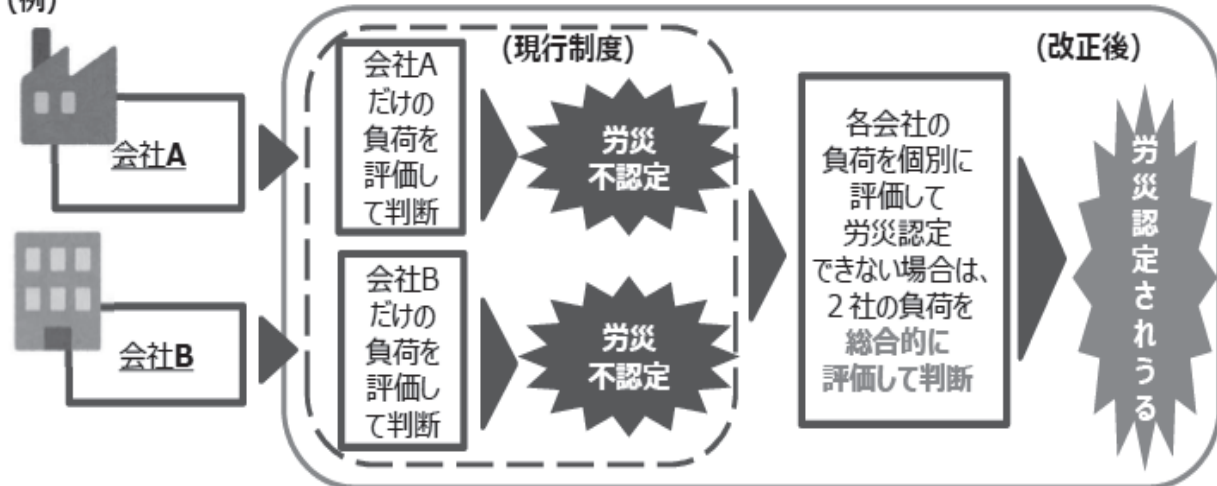 (例)
(現行制度)
(改正後)
会社A
会社A
だけの
負荷を
評価し
て判断
労災
不認定
会社B
会社B
だけの
負荷を
評価し
て判断
労災
不認定
各会社の
負荷を個別に
評価して
労災認定
できない場合は、
2社の負荷を
総合的に
評価して判断
労災認定されうる